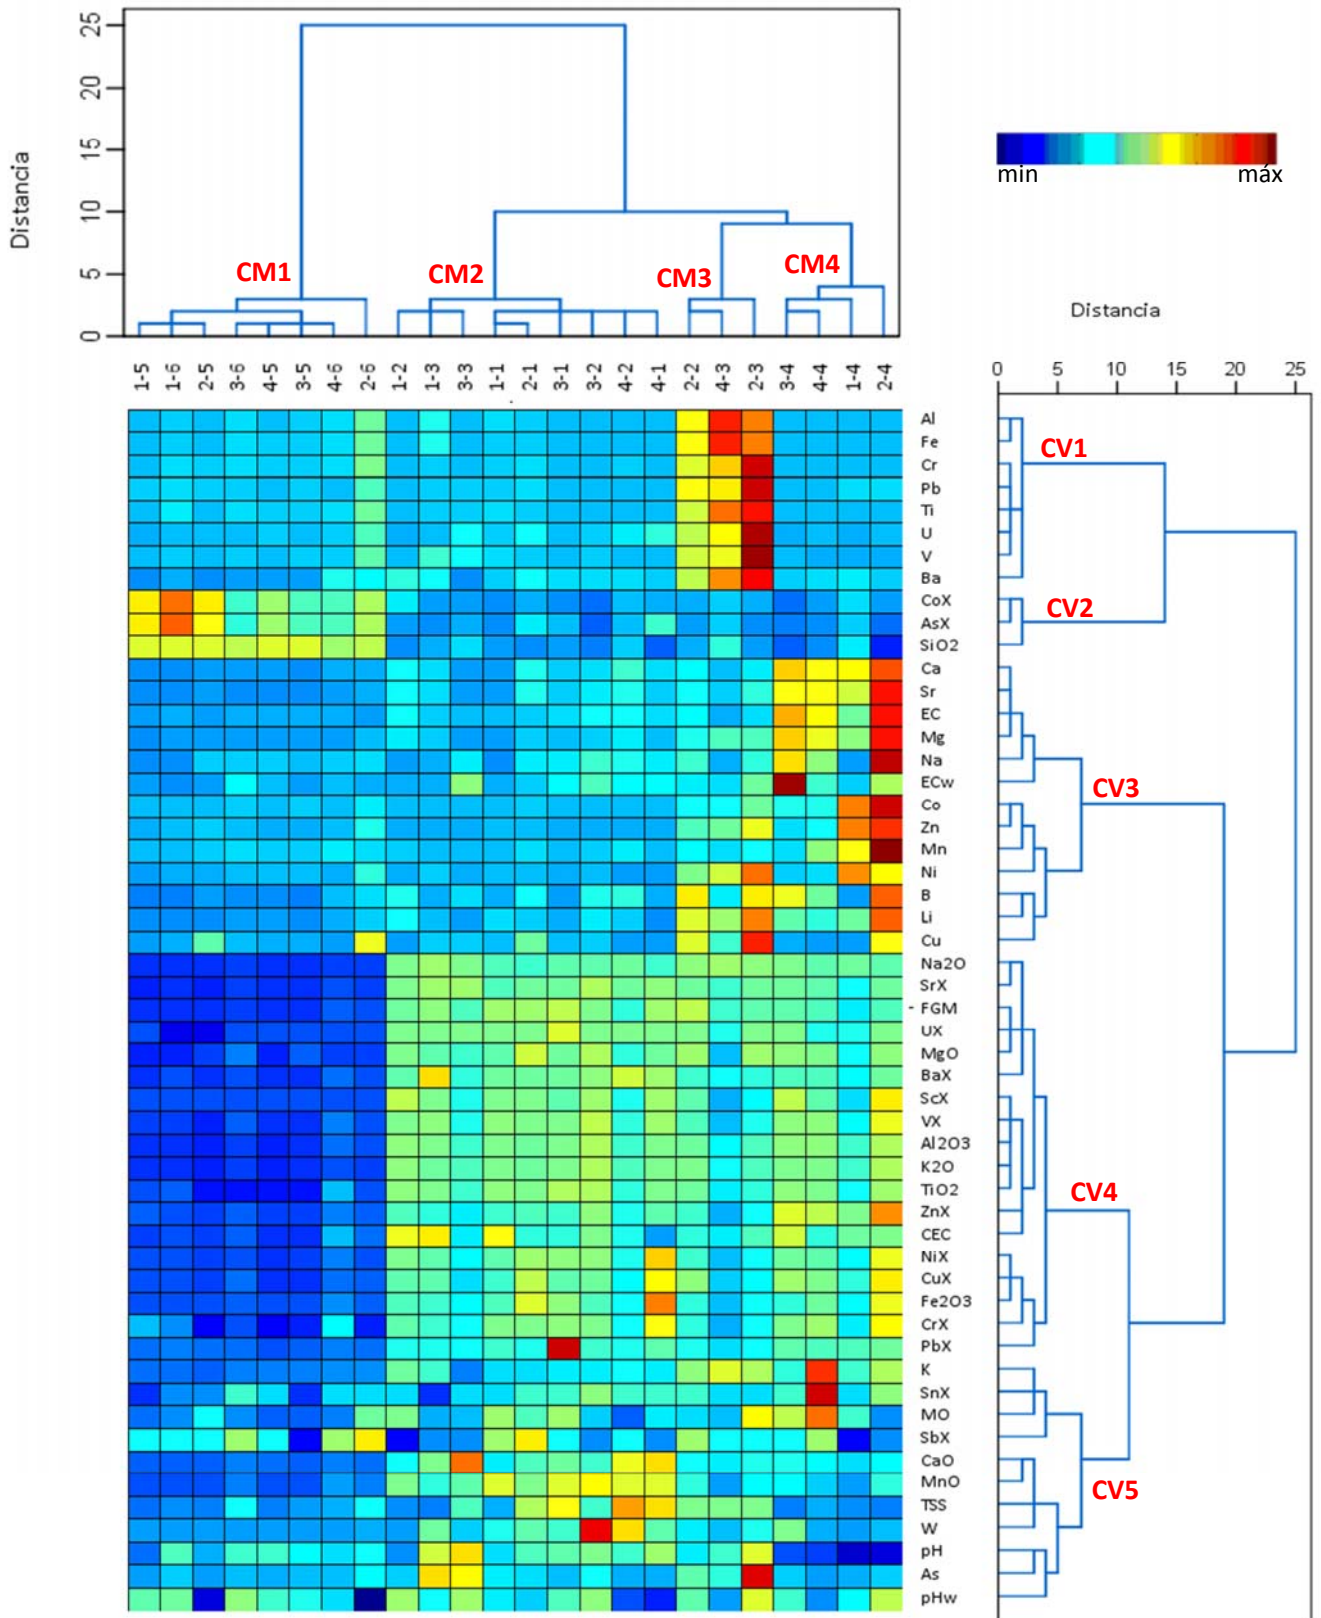 25
20
15
10
5
0
Distancia
CM1
CM2
CM3
CM4
min
máx
1-5 1-6 2-5 3-6 4-5 3-5 4-6 2-6 1-2 1-3 3-3 1-1 2-1 3-1 3-2 4-2 4-1 2-2 4-3 2-3 3-4 4-4 1-4 2-4
Distancia
0 5 10 15 20 25
Al
Fe
Cr
Pb
Ti
U
V
Ba
CoX
AsX
SiO2
Ca
Sr
EC
Mg
Na
ECw
Co
Zn
Mn
Ni
B
Li
Cu
Na2O
SrX
- FGM
UX
MgO
BaX
ScX
VX
Al2O3
K2O
TiO2
ZnX
CEC
NiX
CuX
Fe2O3
CrX
PbX
K
SnX
MO
SbX
CaO
MnO
TSS
W
pH
As
pHw
CV1
CV2
CV3
CV4
CV5